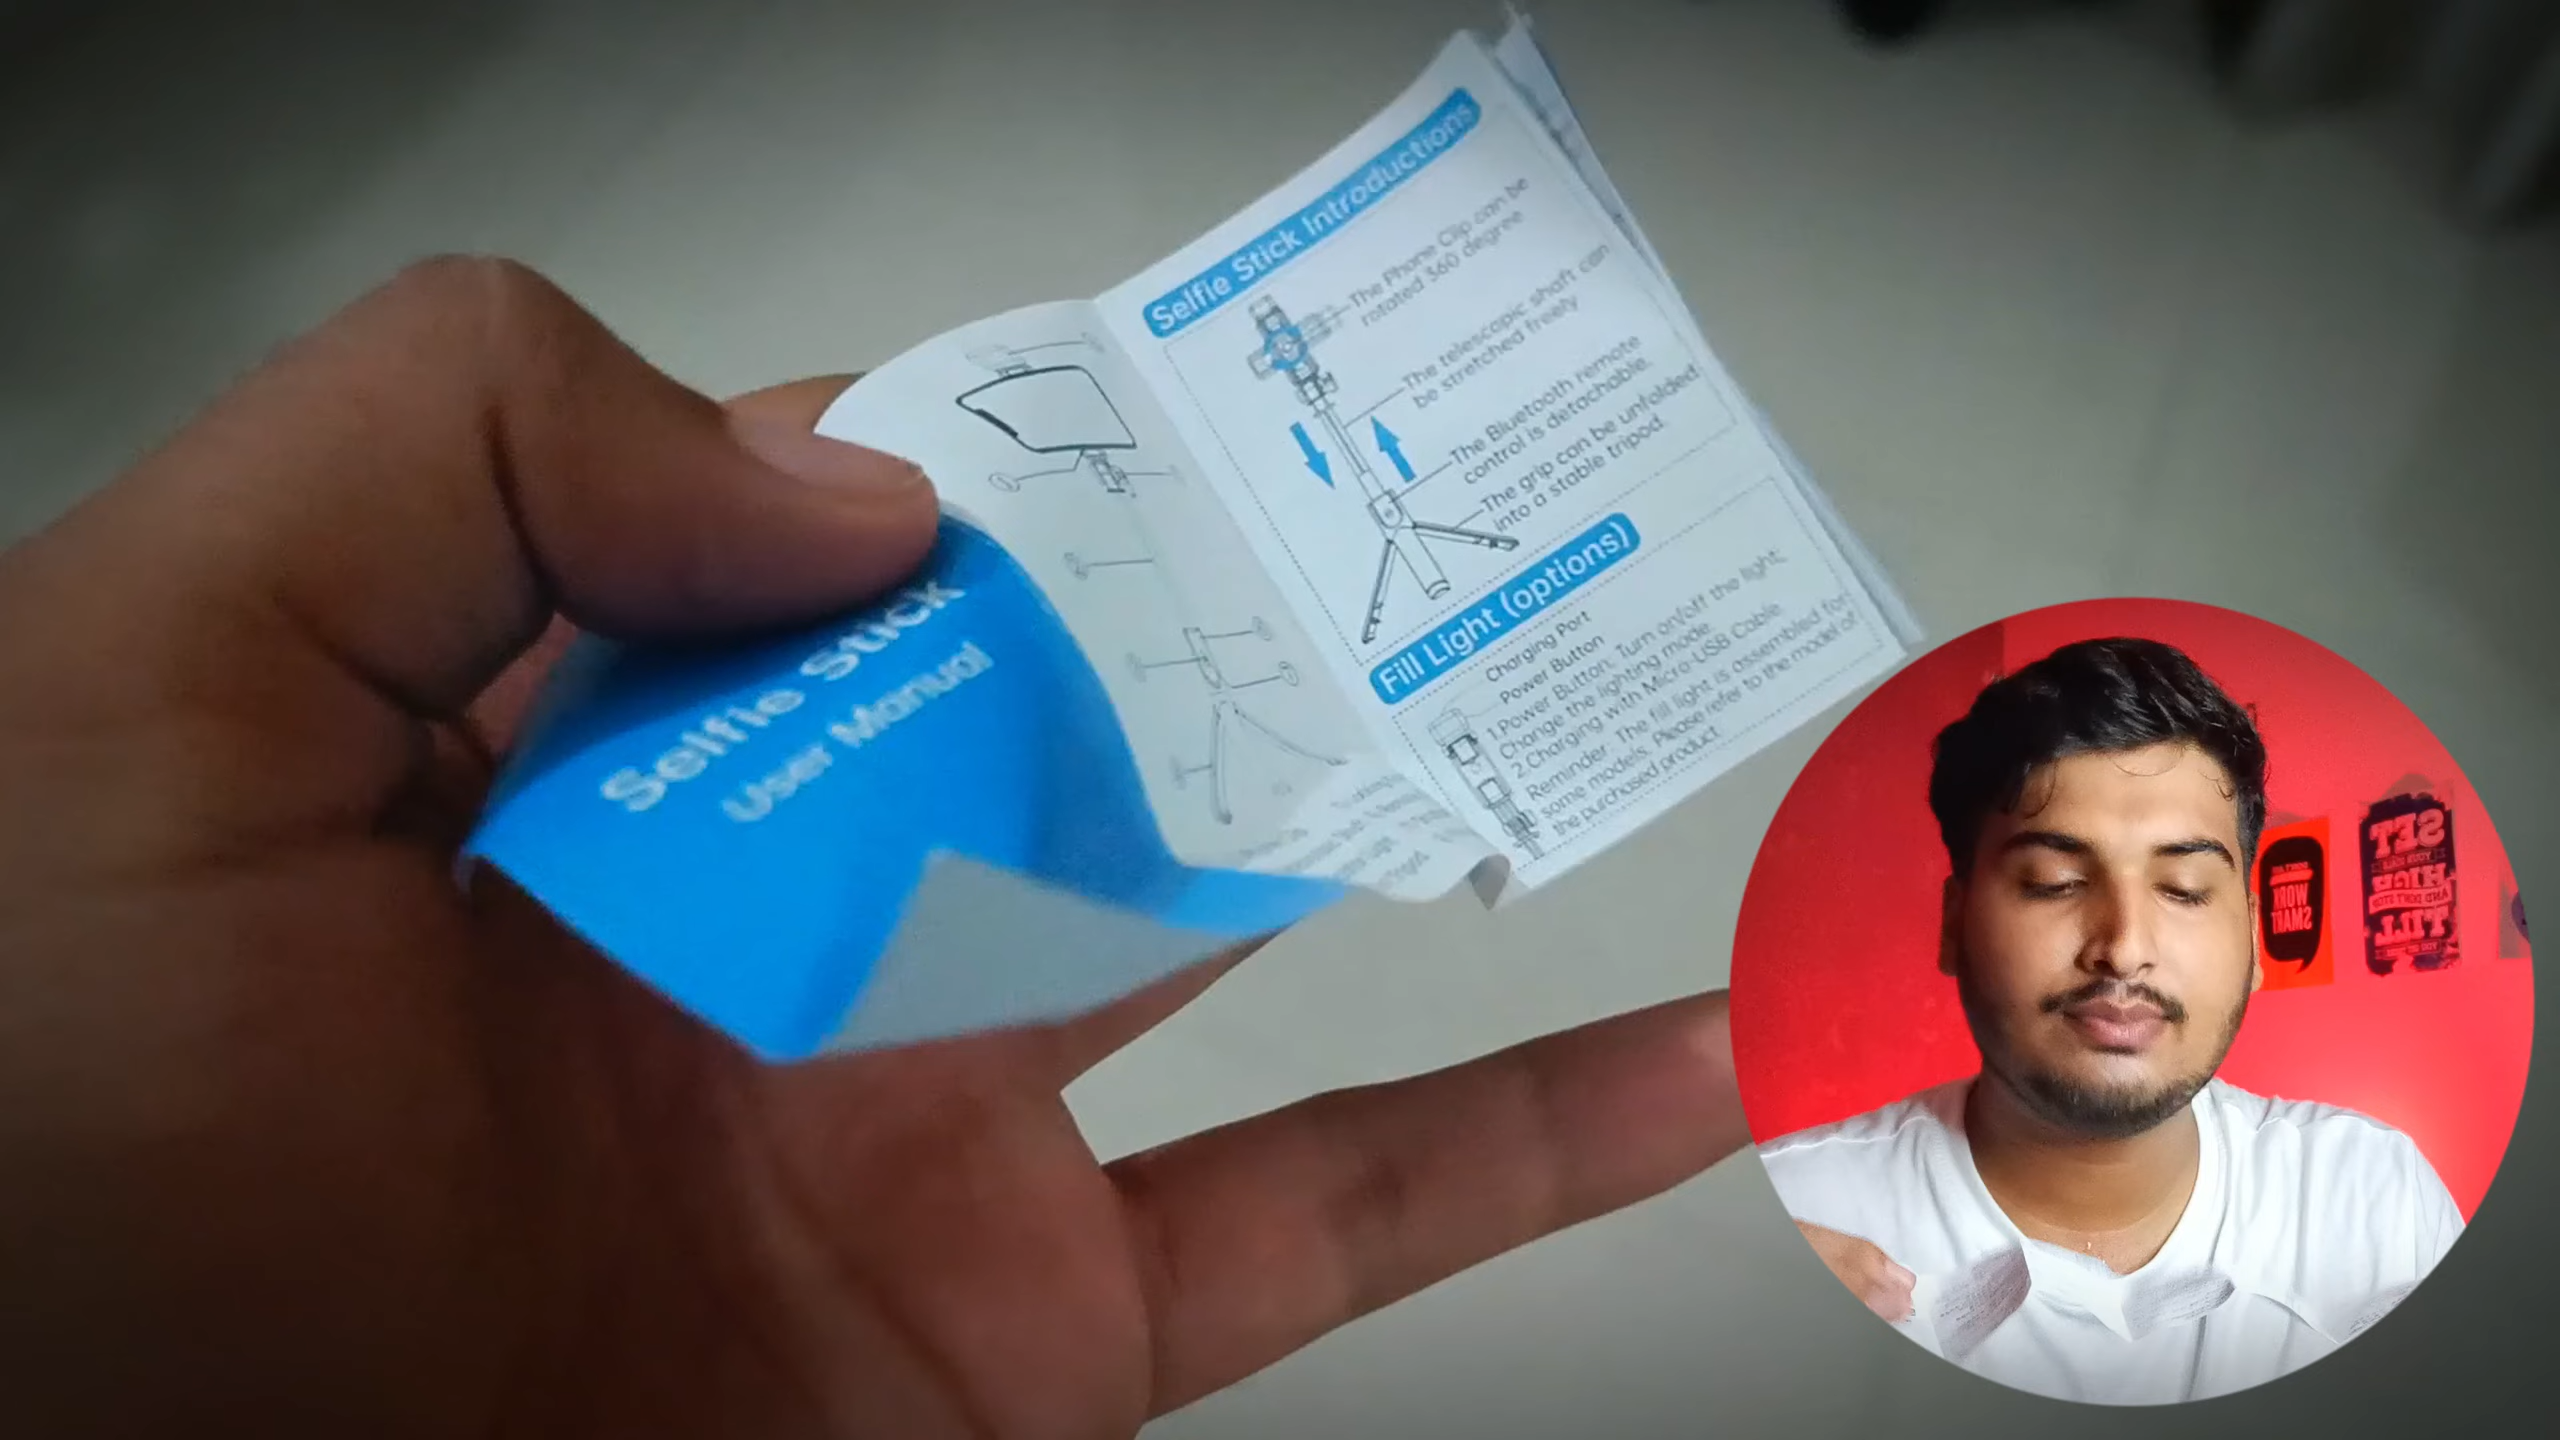 Selfie Stick
User Manual
Selfie Stick Introductions
The Phone Clip can be
rotated 360 degree
The telescopic shaft can
be stretched freely
The Bluetooth remote
control is detachable.
The grip can be unfolded
into a stable tripod.
Fill Light (options)
Charging Port
Power Button
1.Power Button: Turn on/off the light;
Change the lighting mode
2.Charging with Micro-USB Cable
Reminder: The fill light is assembled for
some models. Please refer to the model of
the purchased product.
WORK
SMART
SET
HIGH
AND DON'T STOP
TILL